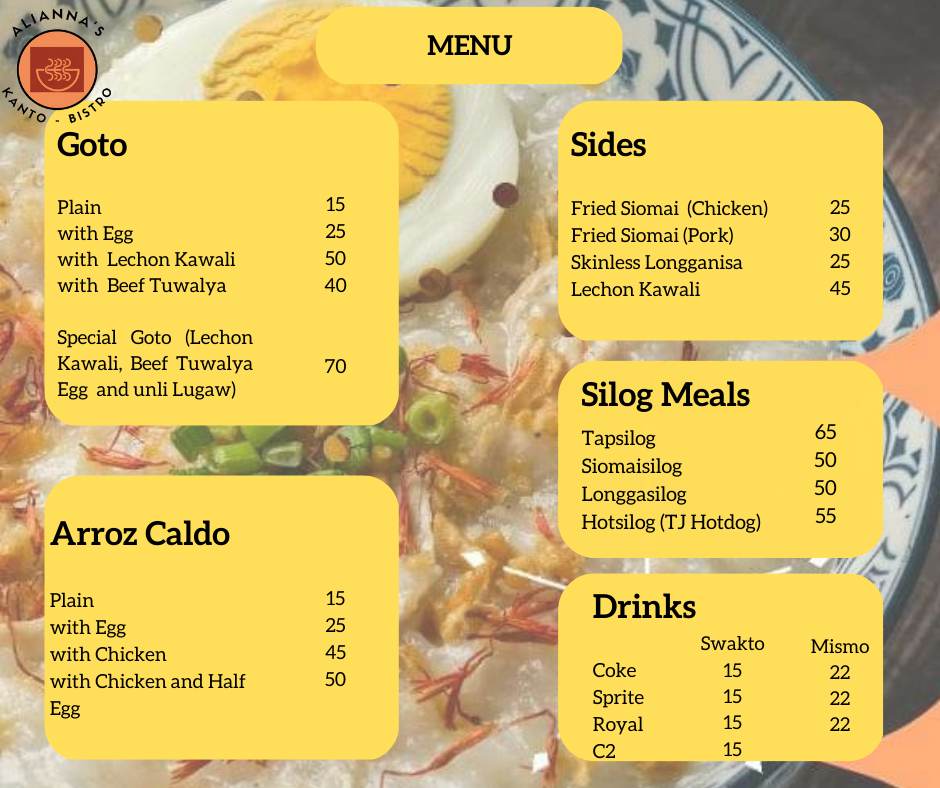 ALIANNA'S
KANTO - BISTRO
MENU
Goto
Plain 15
with Egg 25
with Lechon Kawali 50
with Beef Tuwalya 40
Special Goto (Lechon
Kawali, Beef Tuwalya 70
Egg and unli Lugaw)
Arroz Caldo
Plain 15
with Egg 25
with Chicken 45
with Chicken and Half 50
Egg
Sides
Fried Siomai (Chicken) 25
Fried Siomai (Pork) 30
Skinless Longganisa 25
Lechon Kawali 45
Silog Meals
Tapsilog 65
Siomaisilog 50
Longgasilog 50
Hotsilog (TJ Hotdog) 55
Drinks
Swakto Mismo
Coke 15 22
Sprite 15 22
Royal 15 22
C2 15